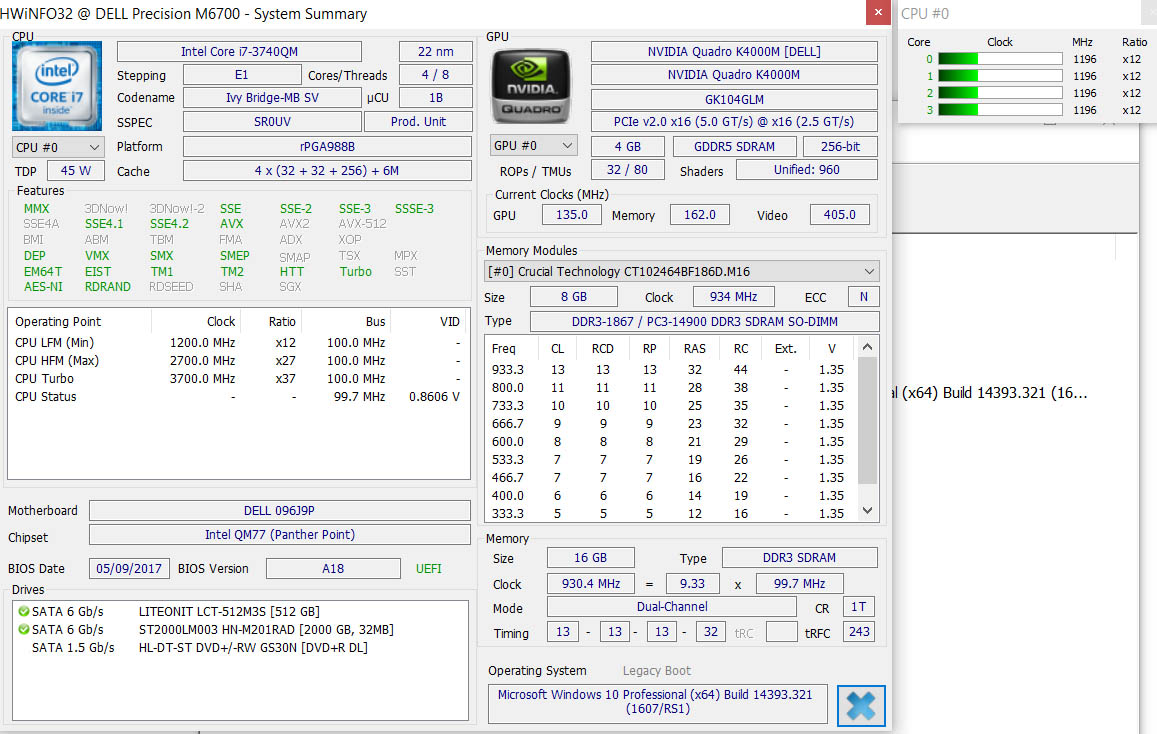 HWiNFO32 @ DELL Precision M6700 - System Summary
CPU
intel
CORE i7
inside
Intel Core i7-3740QM 22 nm
Stepping E1 Cores/Threads 4 / 8
Codename Ivy Bridge-MB SV µCU 1B
SSPEC SR0UV Prod. Unit
CPU #0 Platform rPGA988B
TDP 45 W Cache 4 x (32 + 32 + 256) + 6M
Features
MMX 3DNow! 3DNow!-2 SSE SSE-2 SSE-3 SSSE-3
SSE4A SSE4.1 SSE4.2 AVX AVX2 AVX-512
BMI ABM TBM FMA ADX XOP
DEP VMX SMX SMEP SMAP TSX MPX
EM64T EIST TM1 TM2 HTT Turbo SST
AES-NI RDRAND RDSEED SHA SGX
Operating Point Clock Ratio Bus VID
CPU LFM (Min) 1200.0 MHz x12 100.0 MHz -
CPU HFM (Max) 2700.0 MHz x27 100.0 MHz -
CPU Turbo 3700.0 MHz x37 100.0 MHz -
CPU Status - - 99.7 MHz 0.8606 V
Motherboard DELL 096J9P
Chipset Intel QM77 (Panther Point)
BIOS Date 05/09/2017 BIOS Version A18 UEFI
Drives
SATA 6 Gb/s LITEONIT LCT-512M3S [512 GB]
SATA 6 Gb/s ST2000LM003 HN-M201RAD [2000 GB, 32MB]
SATA 1.5 Gb/s HL-DT-ST DVD+/-RW GS30N [DVD+R DL]
GPU
NVIDIA.
QUADRO
NVIDIA Quadro K4000M [DELL]
NVIDIA Quadro K4000M
GK104GLM
PCIe v2.0 x16 (5.0 GT/s) @ x16 (2.5 GT/s)
GPU #0 4 GB GDDR5 SDRAM 256-bit
ROPs / TMUs 32 / 80 Shaders Unified: 960
Current Clocks (MHz)
GPU 135.0 Memory 162.0 Video 405.0
Memory Modules
[#0] Crucial Technology CT102464BF186D.M16
Size 8 GB Clock 934 MHz ECC N
Type DDR3-1867 / PC3-14900 DDR3 SDRAM SO-DIMM
Freq CL RCD RP RAS RC Ext. V
933.3 13 13 13 32 44 - 1.35
800.0 11 11 11 28 38 - 1.35
733.3 10 10 10 25 35 - 1.35
666.7 9 9 9 23 32 - 1.35
600.0 8 8 8 21 29 - 1.35
533.3 7 7 7 19 26 - 1.35
466.7 7 7 7 16 22 - 1.35
400.0 6 6 6 14 19 - 1.35
333.3 5 5 5 12 16 - 1.35
Memory
Size 16 GB Type DDR3 SDRAM
Clock 930.4 MHz = 9.33 x 99.7 MHz
Mode Dual-Channel CR 1T
Timing 13 - 13 - 13 - 32 tRC tRFC 243
Operating System Legacy Boot
Microsoft Windows 10 Professional (x64) Build 14393.321
(1607/RS1)
CPU #0
Core Clock MHz Ratio
0 1196 x12
1 1196 x12
2 1196 x12
3 1196 x12
al (x64) Build 14393.321 (16...